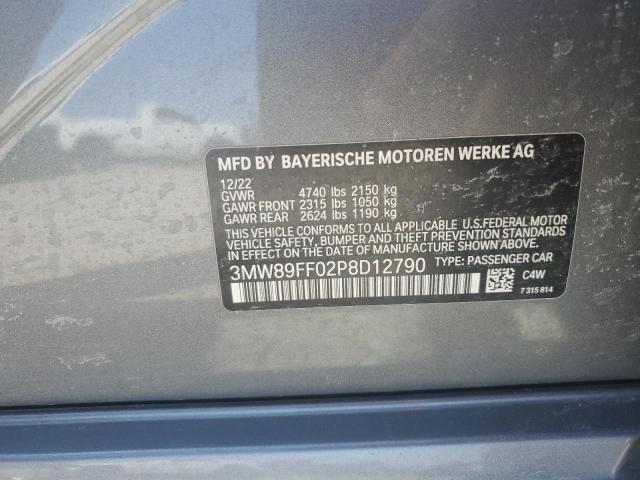 MFD BY BAYERISCHE MOTOREN WERKE AG
12/22
GVWR 4740 lbs 2150 kg
GAWR FRONT 2315 lbs 1050 kg
GAWR REAR 2624 lbs 1190 kg
THIS VEHICLE CONFORMS TO ALL APPLICABLE U.S.FEDERAL MOTOR
VEHICLE SAFETY, BUMPER, AND THEFT PREVENTION STANDARDS IN
EFFECT ON THE DATE OF MANUFACTURE SHOWN ABOVE.
3MW89FF02P8D12790 TYPE: PASSENGER CAR
C4W
7 315 814